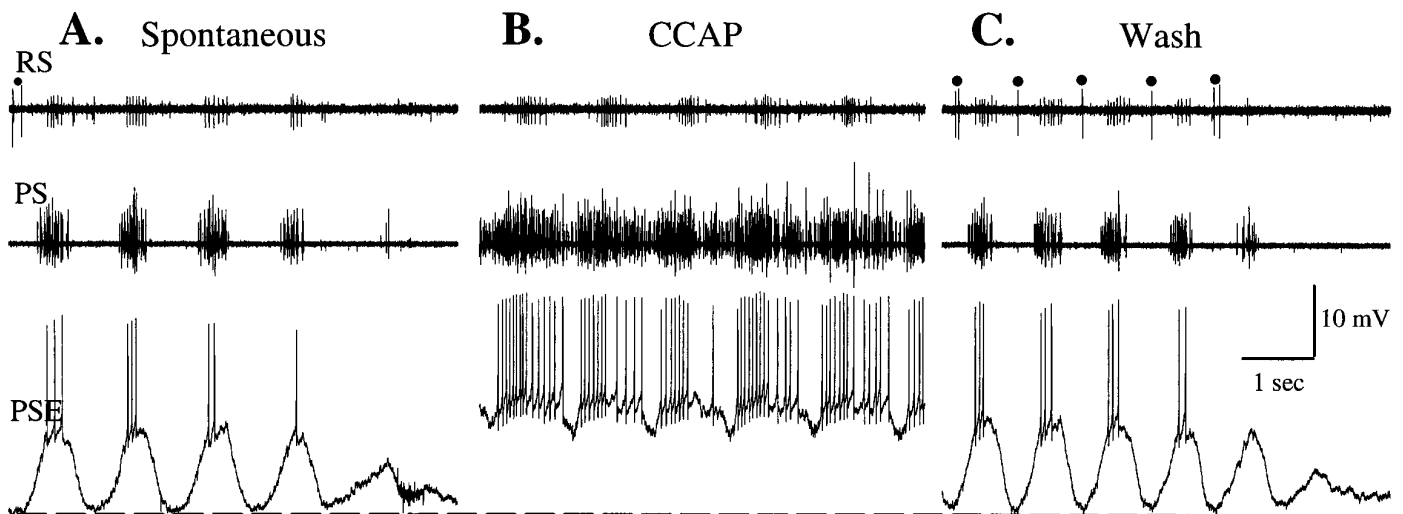 A. Spontaneous
B. CCAP
C. Wash
RS
PS
10 mV
1 sec
PSE